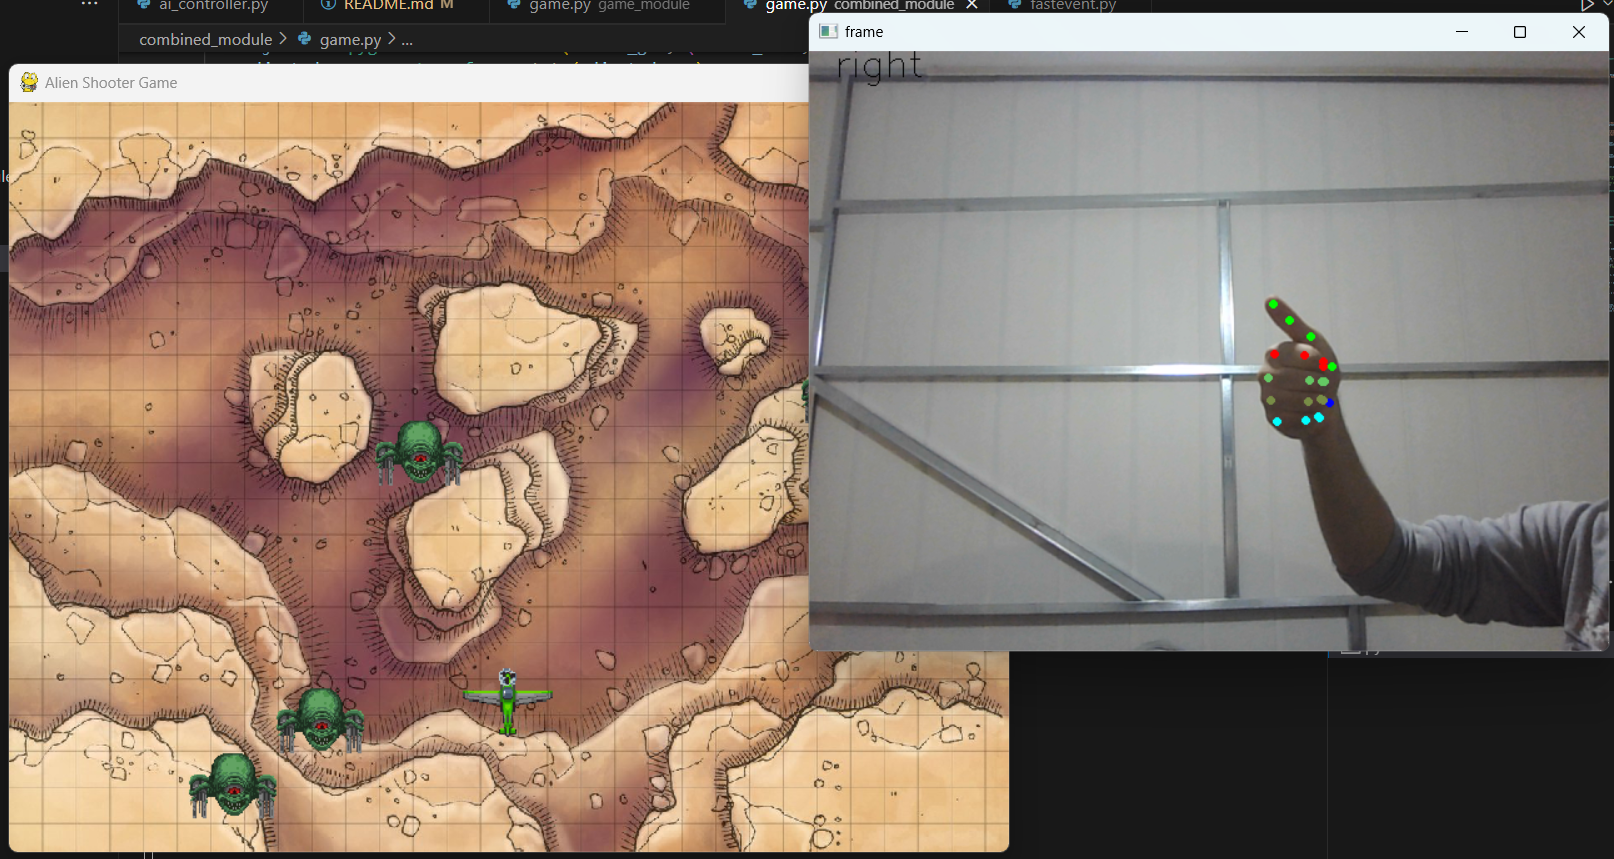 ai_controller.py README.md M game.py game_module game.py combined_module fastevent.py
combined_module > game.py > ...
Alien Shooter Game
frame
right